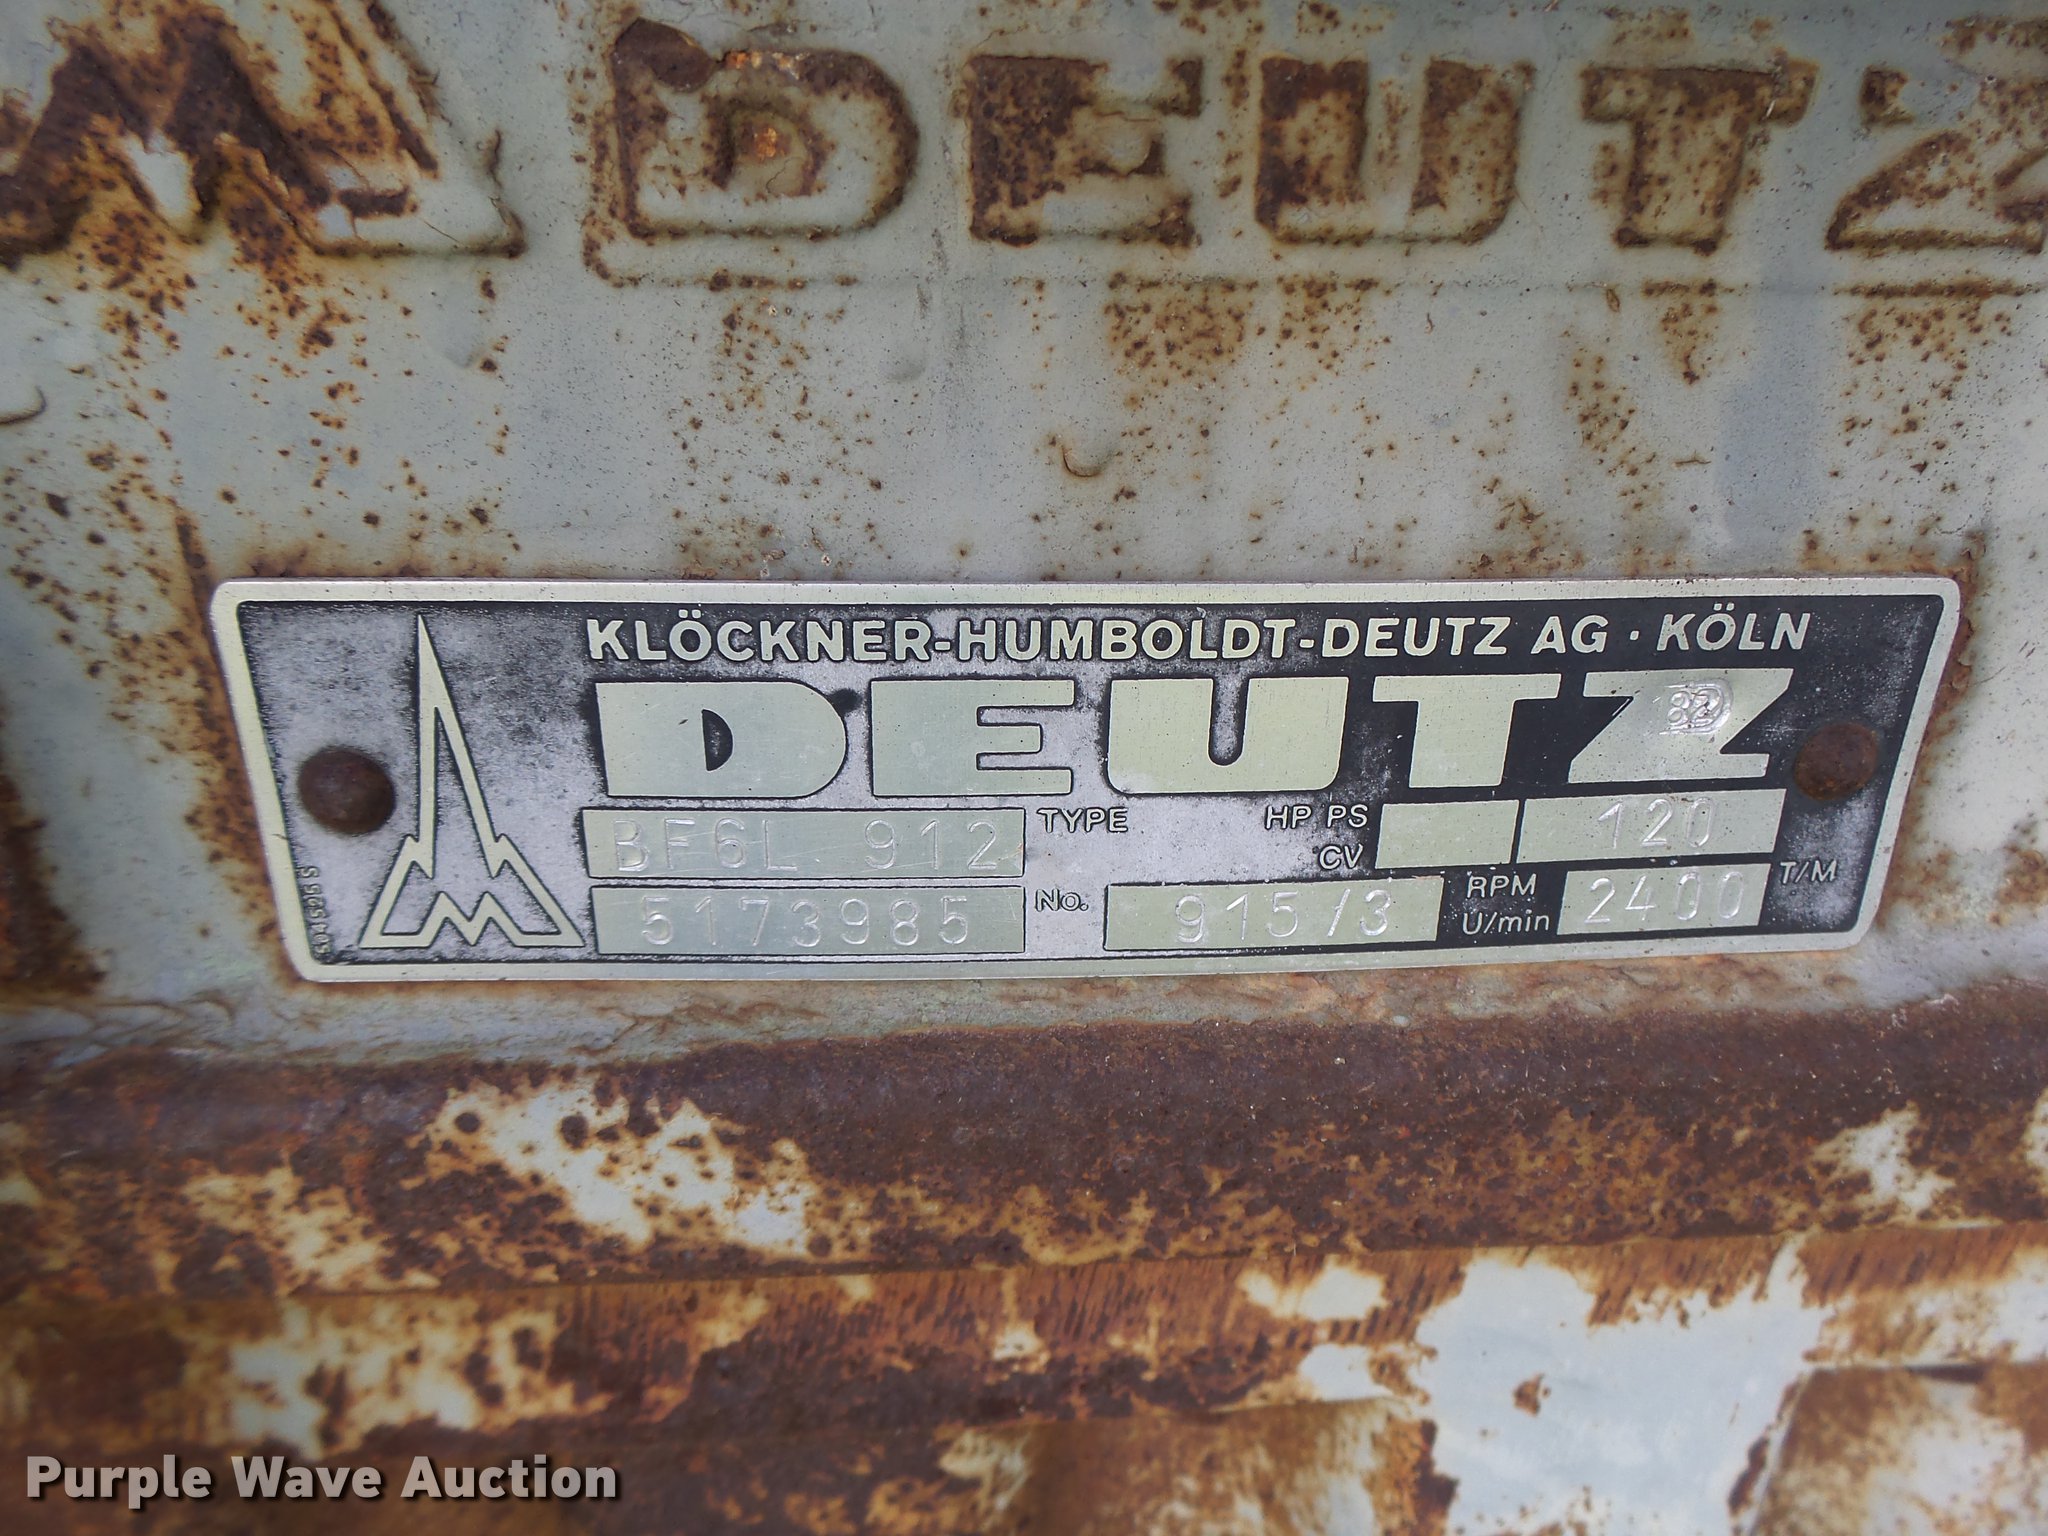 DEUTZ
KLÖCKNER-HUMBOLDT-DEUTZ AG · KÖLN
DEUTZ
BF6L 912 TYPE HP PS 120
CV
5173985 No. 915/3 RPM U/min 2400 T/M
Purple Wave Auction